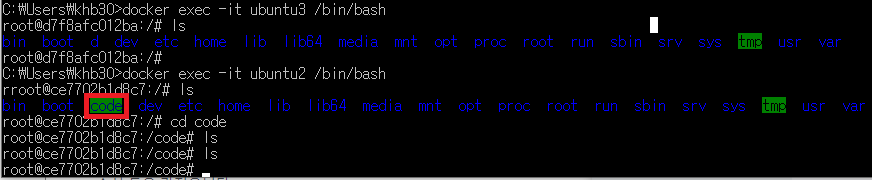 C:₩Users₩khb30>docker exec -it ubuntu3 /bin/bash
root@d7f8afc012ba:/# ls
bin boot d dev etc home lib lib64 media mnt opt proc root run sbin srv sys tmp usr var
root@d7f8afc012ba:/#
C:₩Users₩khb30>docker exec -it ubuntu2 /bin/bash
rroot@ce7702b1d8c7:/# ls
bin boot code dev etc home lib lib64 media mnt opt proc root run sbin srv sys tmp usr var
root@ce7702b1d8c7:/# cd code
root@ce7702b1d8c7:/code# ls
root@ce7702b1d8c7:/code# ls
root@ce7702b1d8c7:/code#